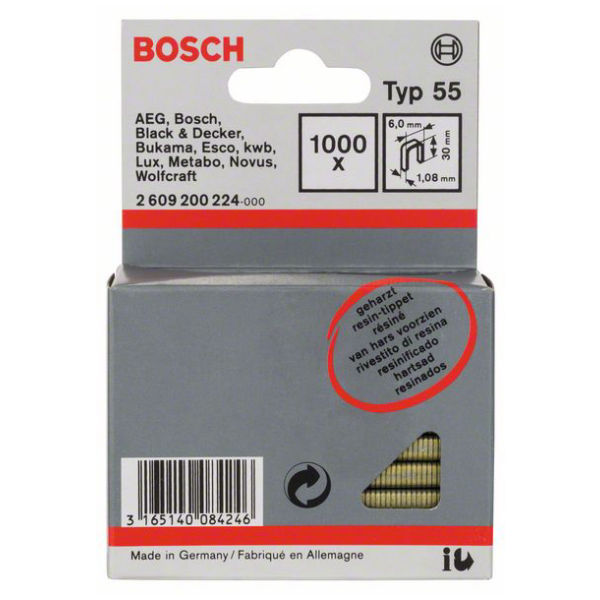 BOSCH
Typ 55
AEG, Bosch,
Black & Decker,
Bukama, Esco, kwb,
Lux, Metabo, Novus,
Wolfcraft
2 609 200 224-000
1000
x
6,0 mm
30 mm
1,08 mm
geharzt
resin-tippet
résiné
van hars voorzien
rivestito di resina
resinificado
hartsad
resinados
3 165140 084246
Made in Germany / Fabriqué en Allemagne